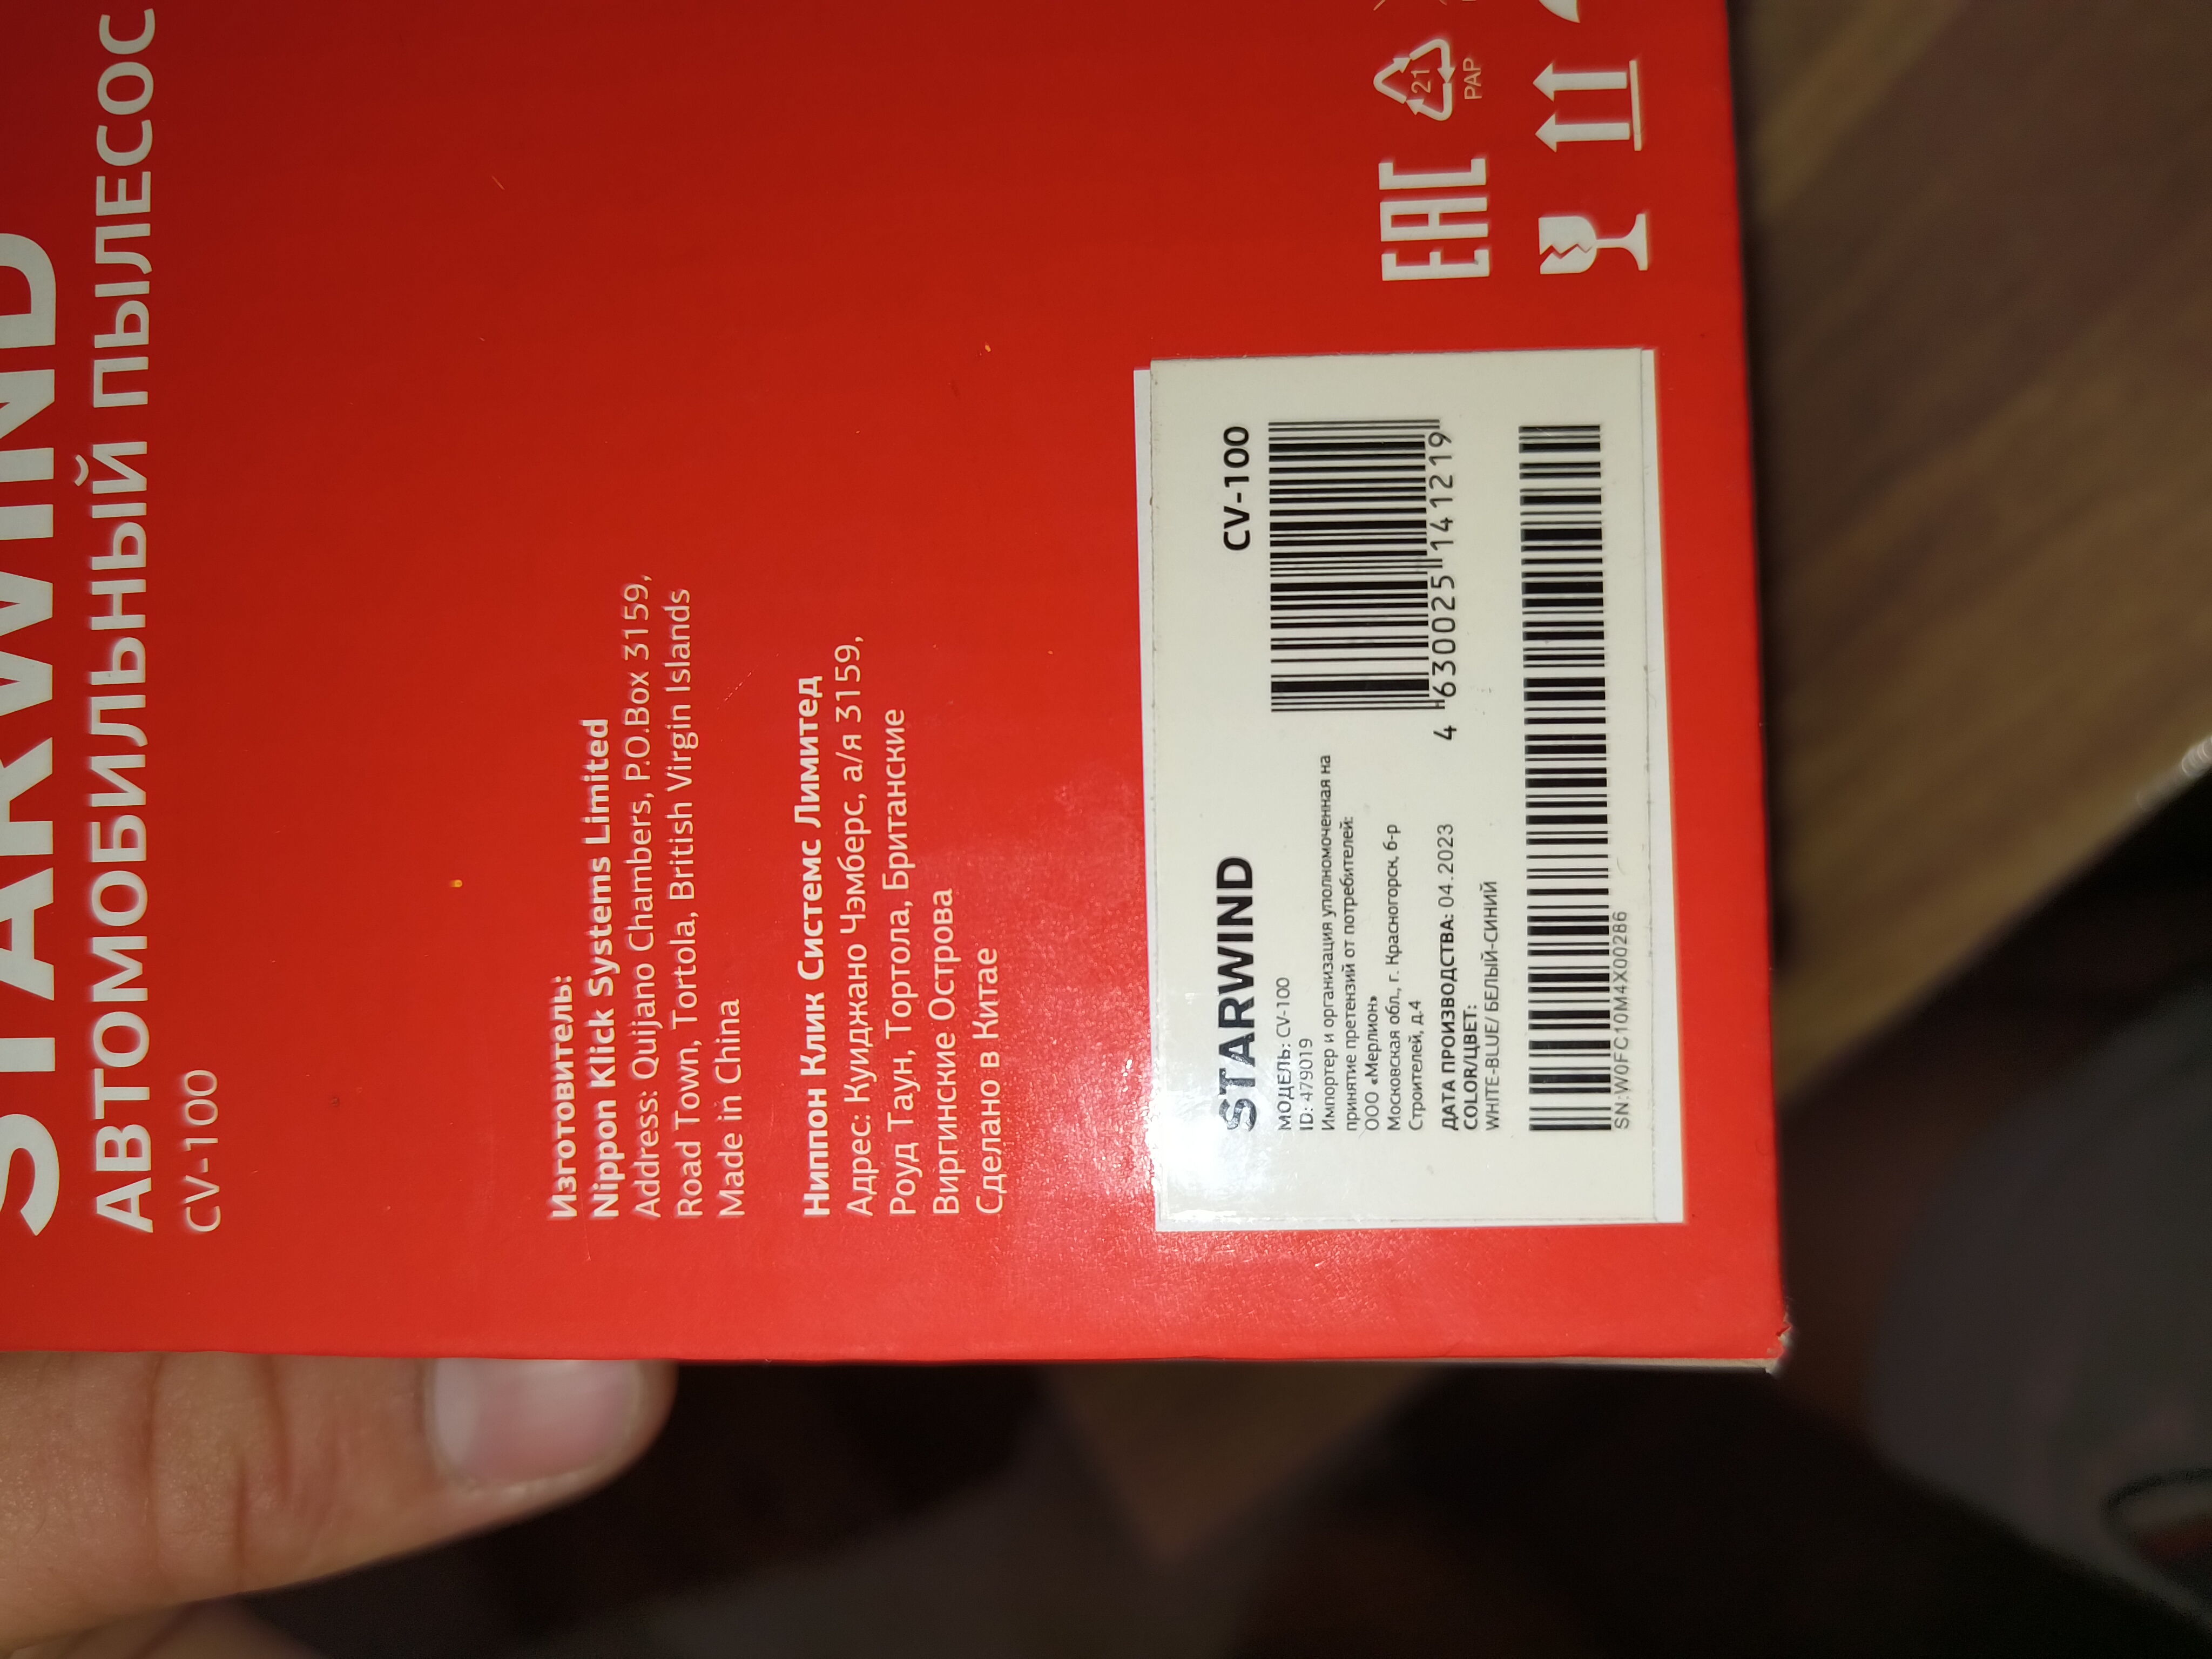 STARWIND
АВТОМОБИЛЬНЫЙ ПЫЛЕСОС
CV-100
Изготовитель:
Nippon Klick Systems Limited
Address: Quijano Chambers, P.O.Box 3159,
Road Town, Tortola, British Virgin Islands
Made in China
Ниппон Клик Системс Лимитед
Адрес: Куиджано Чэмберс, а/я 3159,
Роуд Таун, Тортола, Британские
Виргинские Острова
Сделано в Китае
STARWIND
CV-100
МОДЕЛЬ: CV-100
ID: 479019
Импортер и организация уполномоченная на
принятие претензий от потребителей:
ООО «Мерлион»
Московская обл., г. Красногорск, б-р
Строителей, д.4
ДАТА ПРОИЗВОДСТВА: 04.2023
COLOR/ЦВЕТ:
WHITE-BLUE/ БЕЛЫЙ-СИНИЙ
4 630025 141219
SN:W0FC10M4X00286
EAC
21
PAP